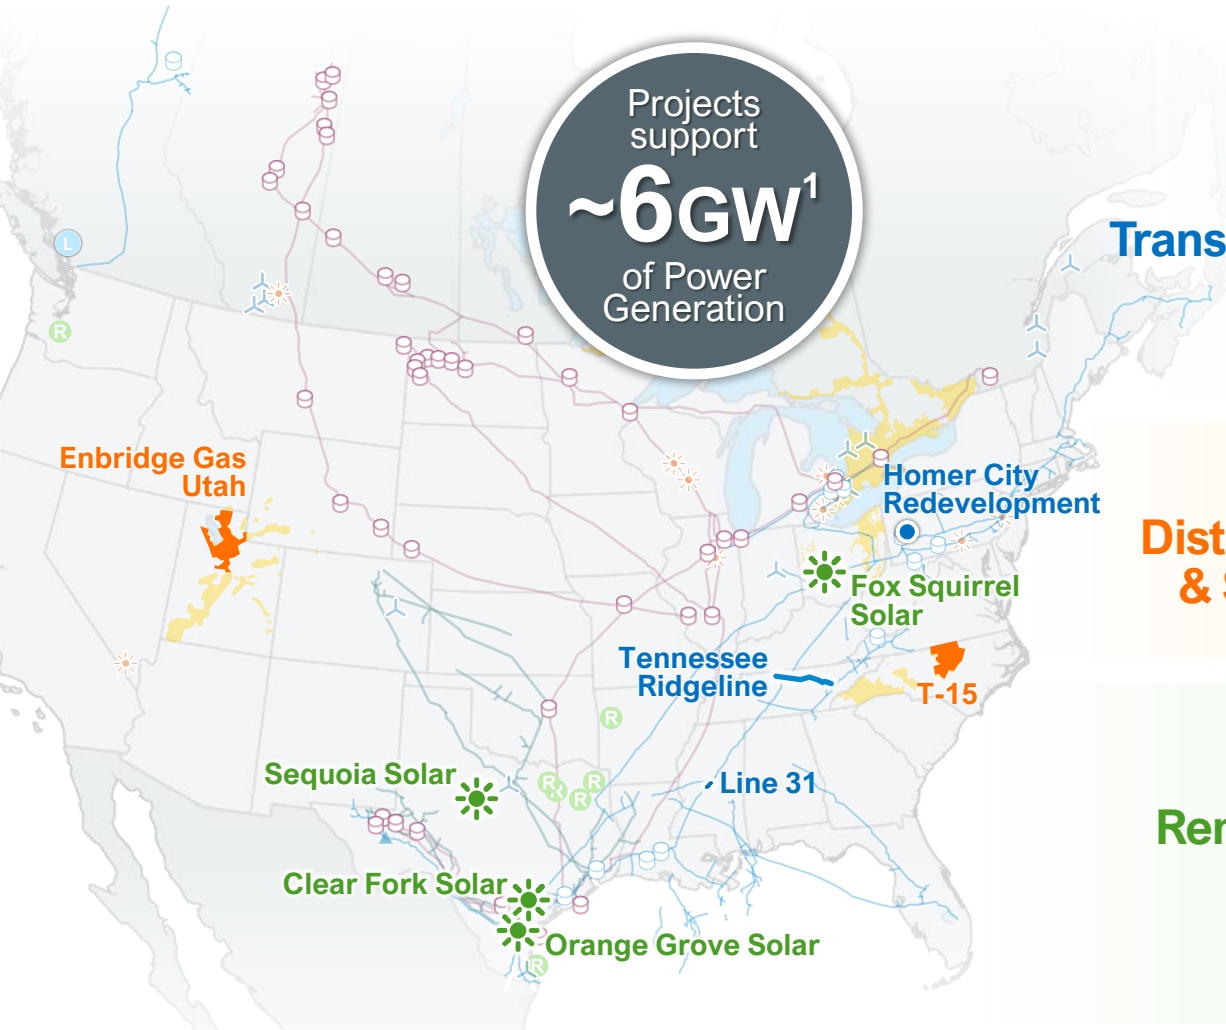 Projects
support
~6GW¹
of Power
Generation
L
R
Trans
Enbridge Gas
Utah
Homer City
Redevelopment
Dist
& S
Fox Squirrel
Solar
Tennessee
Ridgeline
T-15
R
Sequoia Solar
R
R
R
R
Line 31
Ren
Clear Fork Solar
Orange Grove Solar
R